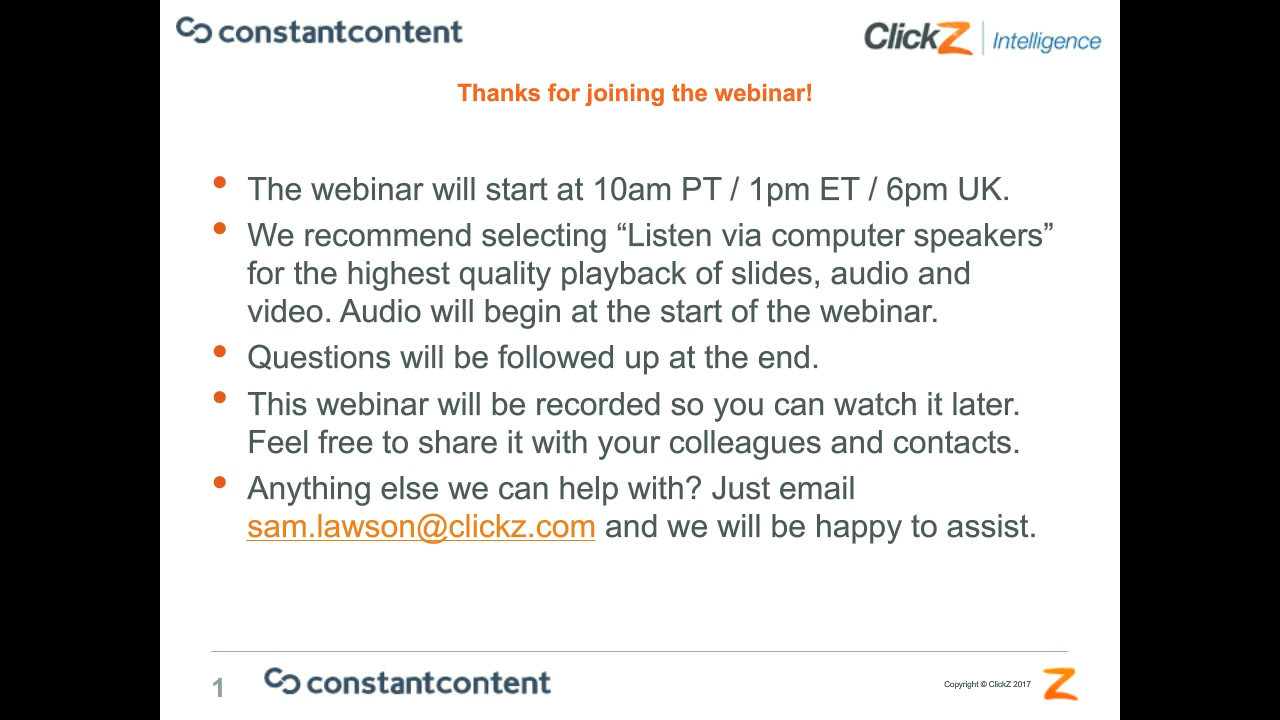 constantcontent
ClickZ Intelligence
Thanks for joining the webinar!
• The webinar will start at 10am PT / 1pm ET / 6pm UK.
• We recommend selecting “Listen via computer speakers”
for the highest quality playback of slides, audio and
video. Audio will begin at the start of the webinar.
• Questions will be followed up at the end.
• This webinar will be recorded so you can watch it later.
Feel free to share it with your colleagues and contacts.
• Anything else we can help with? Just email
sam.lawson@clickz.com and we will be happy to assist.
1
constantcontent
Copyright © ClickZ 2017
Z